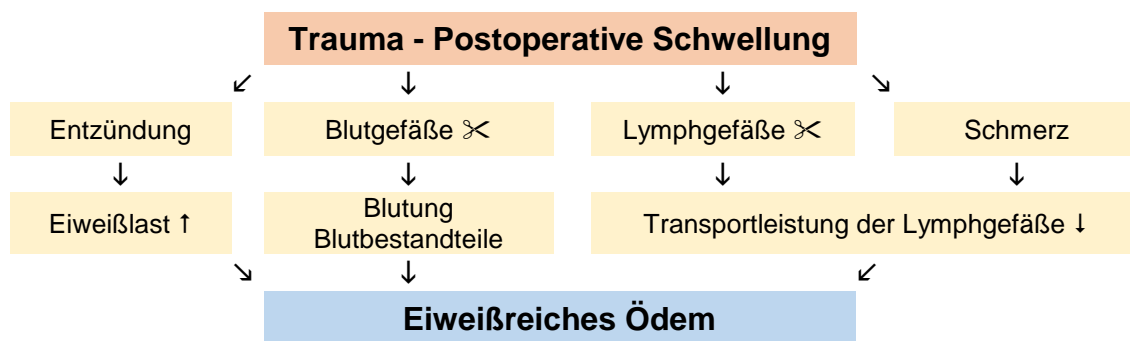 Trauma - Postoperative Schwellung
↙ ↓ ↓ ↘
Entzündung
Blutgefäße ✂
Lymphgefäße ✂
Schmerz
↓ ↓ ↓ ↓
Eiweißlast ↑
Blutung
Blutbestandteile
Transportleistung der Lymphgefäße ↓
↘ ↓ ↙
Eiweißreiches Ödem